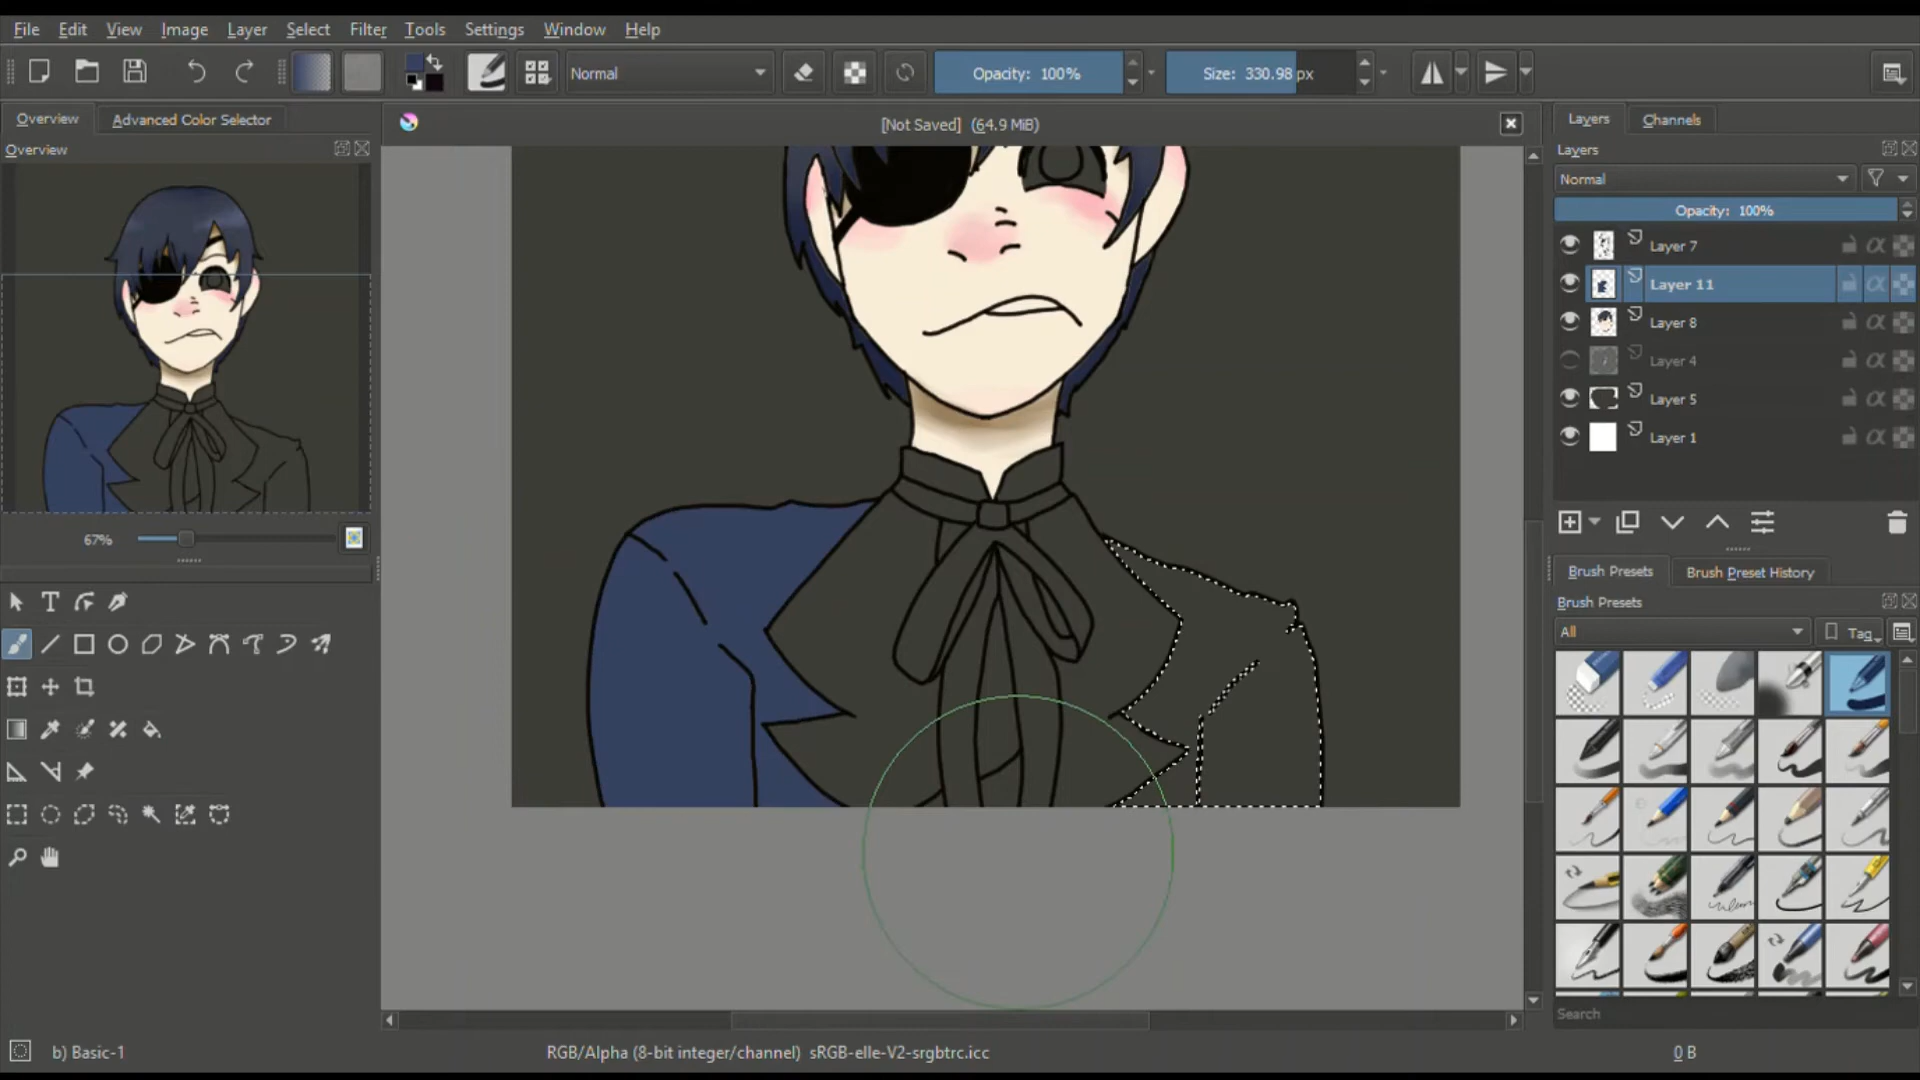 File Edit View Image Layer Select Filter Tools Settings Window Help
Normal Opacity: 100% Size: 330.98 px
Overview Advanced Color Selector [Not Saved] (64.9 MiB) Layers Channels
Overview Layers
Normal
Opacity: 100%
Layer 7
Layer 11
Layer 8
Layer 4
Layer 5
Layer 1
67%
Brush Presets Brush Preset History
Brush Presets
All Tag
Search
b) Basic-1 RGB/Alpha (8-bit integer/channel) sRGB-elle-V2-srgbtrc.icc 0 B